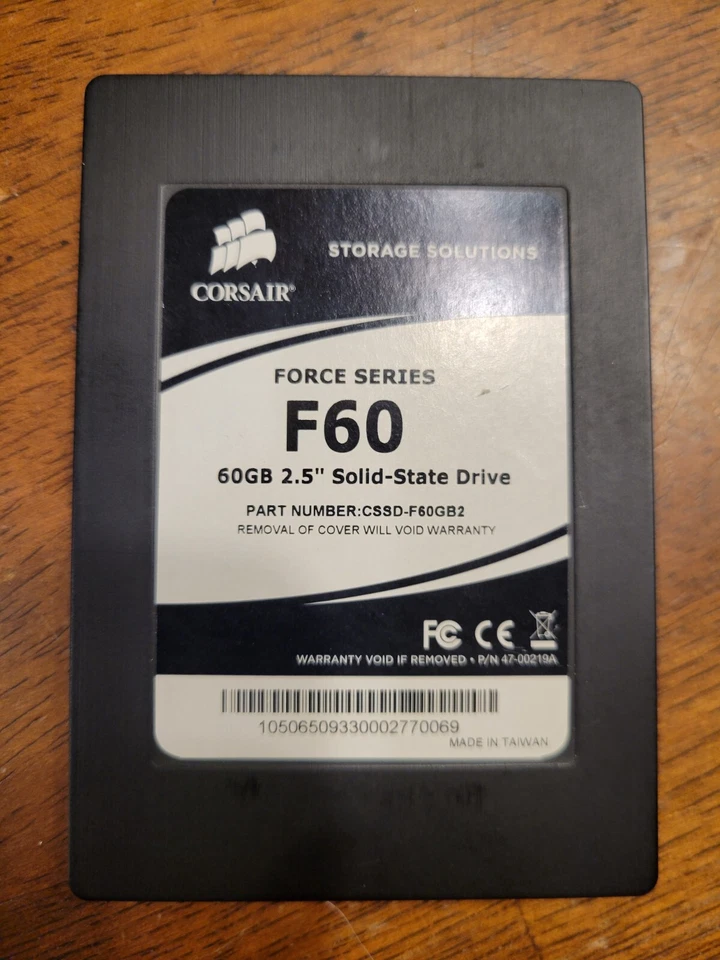 STORAGE SOLUTIONS
CORSAIR®
FORCE SERIES
F60
60GB 2.5" Solid-State Drive
PART NUMBER:CSSD-F60GB2
REMOVAL OF COVER WILL VOID WARRANTY
FC CE
WARRANTY VOID IF REMOVED • P/N 47-00219A
10506509330002770069
MADE IN TAIWAN